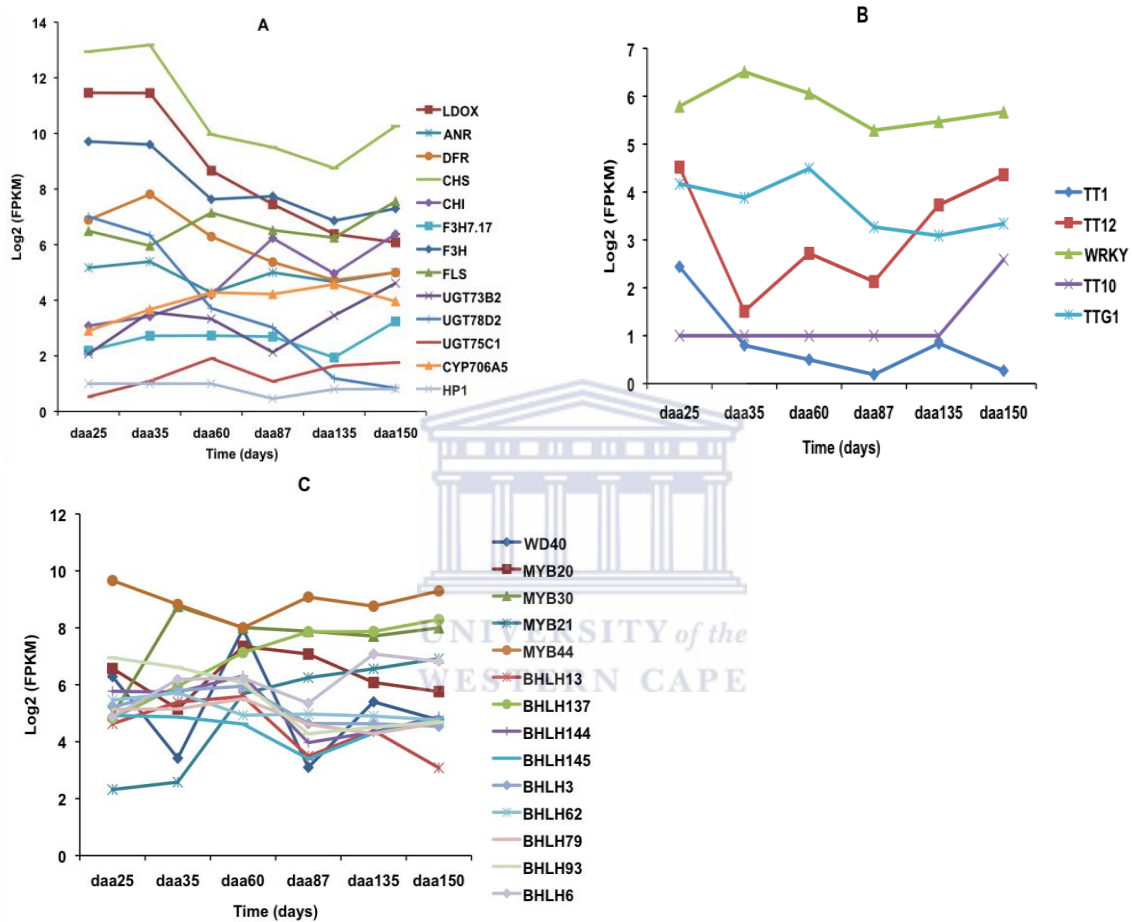 A
14
12
10
8
6
4
2
0
Log2 (FPKM)
daa25 daa35 daa60 daa87 daa135 daa150
Time (days)
LDOX
ANR
DFR
CHS
CHI
F3H7.17
F3H
FLS
UGT73B2
UGT78D2
UGT75C1
CYP706A5
HP1
B
7
6
5
4
3
2
1
0
Log2 (FPKM)
daa25 daa35 daa60 daa87 daa135 daa150
Time (days)
TT1
TT12
WRKY
TT10
TTG1
C
12
10
8
6
4
2
0
Log2 (FPKM)
daa25 daa35 daa60 daa87 daa135 daa150
Time (days)
WD40
MYB20
MYB30
MYB21
MYB44
BHLH13
BHLH137
BHLH144
BHLH145
BHLH3
BHLH62
BHLH79
BHLH93
BHLH6
UNIVERSITY of the
WESTERN CAPE